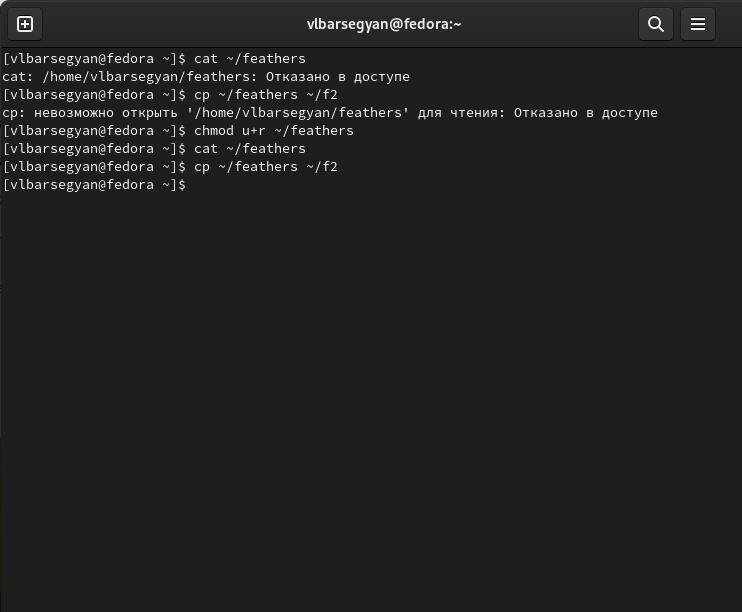 vlbarsegyan@fedora:~
[vlbarsegyan@fedora ~]$ cat ~/feathers
cat: /home/vlbarsegyan/feathers: Отказано в доступе
[vlbarsegyan@fedora ~]$ cp ~/feathers ~/f2
cp: невозможно открыть '/home/vlbarsegyan/feathers' для чтения: Отказано в доступе
[vlbarsegyan@fedora ~]$ chmod u+r ~/feathers
[vlbarsegyan@fedora ~]$ cat ~/feathers
[vlbarsegyan@fedora ~]$ cp ~/feathers ~/f2
[vlbarsegyan@fedora ~]$